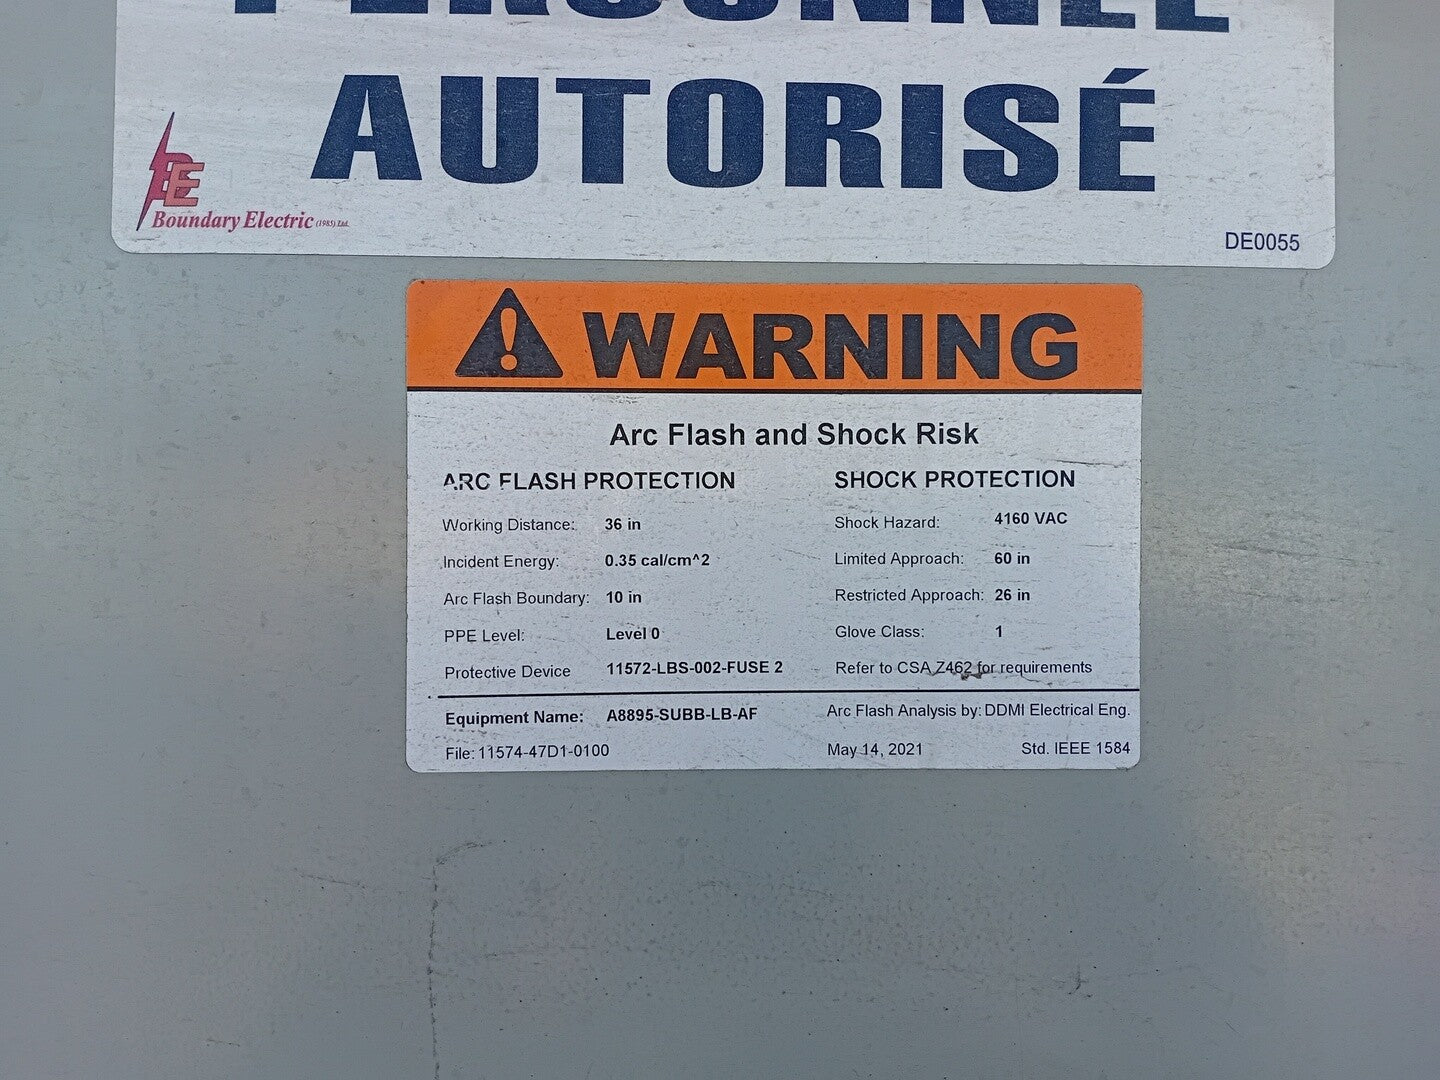 PERSONNEL
AUTORISÉ
BE
Boundary Electric (1985) Ltd.
DE0055
WARNING
Arc Flash and Shock Risk
ARC FLASH PROTECTION
Working Distance: 36 in
Incident Energy: 0.35 cal/cm^2
Arc Flash Boundary: 10 in
PPE Level: Level 0
Protective Device 11572-LBS-002-FUSE 2
SHOCK PROTECTION
Shock Hazard: 4160 VAC
Limited Approach: 60 in
Restricted Approach: 26 in
Glove Class: 1
Refer to CSA Z462 for requirements
Equipment Name: A8895-SUBB-LB-AF
File: 11574-47D1-0100
Arc Flash Analysis by: DDMI Electrical Eng.
May 14, 2021 Std. IEEE 1584